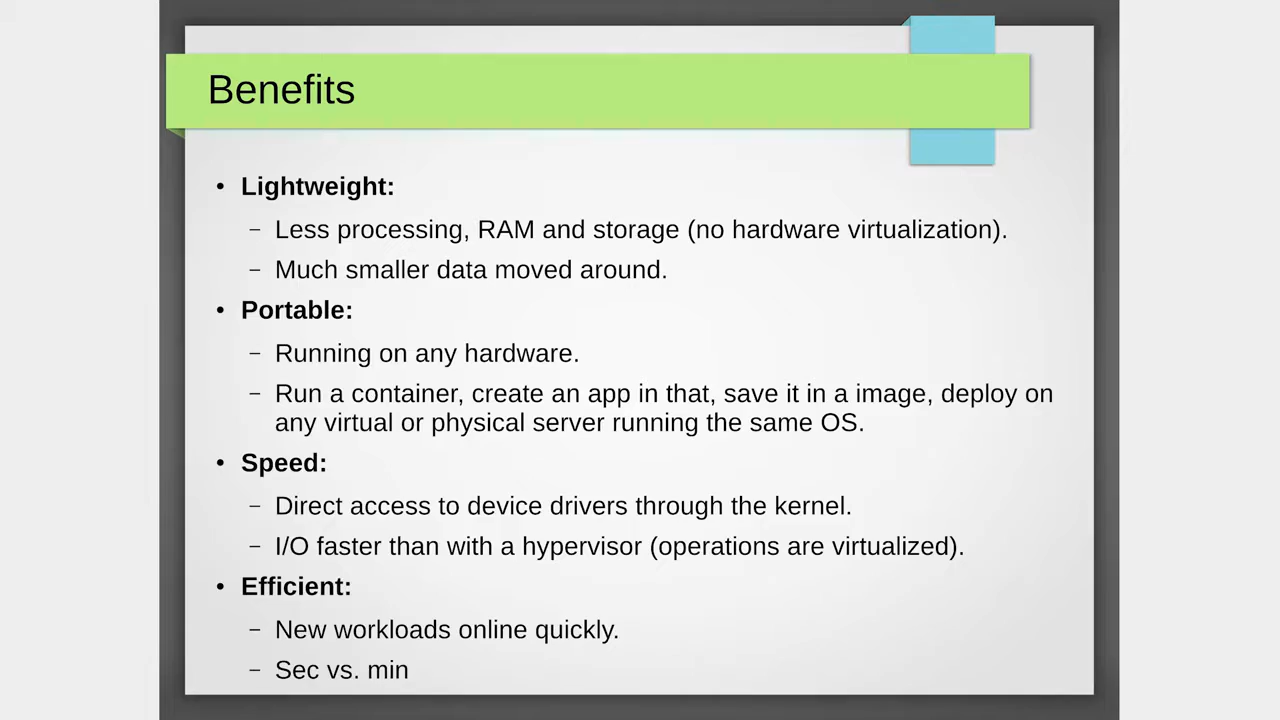 Benefits
• Lightweight:
– Less processing, RAM and storage (no hardware virtualization).
– Much smaller data moved around.
• Portable:
– Running on any hardware.
– Run a container, create an app in that, save it in a image, deploy on
any virtual or physical server running the same OS.
• Speed:
– Direct access to device drivers through the kernel.
– I/O faster than with a hypervisor (operations are virtualized).
• Efficient:
– New workloads online quickly.
– Sec vs. min